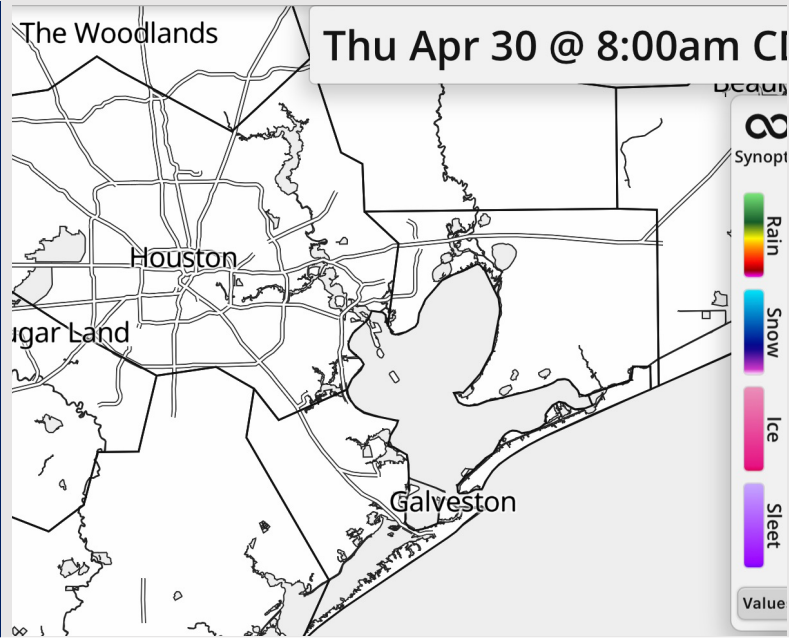 The Woodlands
Thu Apr 30 @ 8:00am
Synopt
Houston
Rain
ugar Land
Snow
Ice
Galveston
Sleet
Value